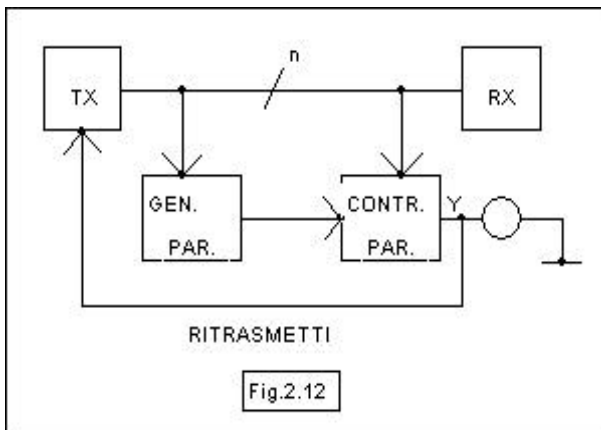 n
TX
RX
GEN.
PAR.
CONTR.
PAR.
Y
RITRASMETTI
Fig.2.12